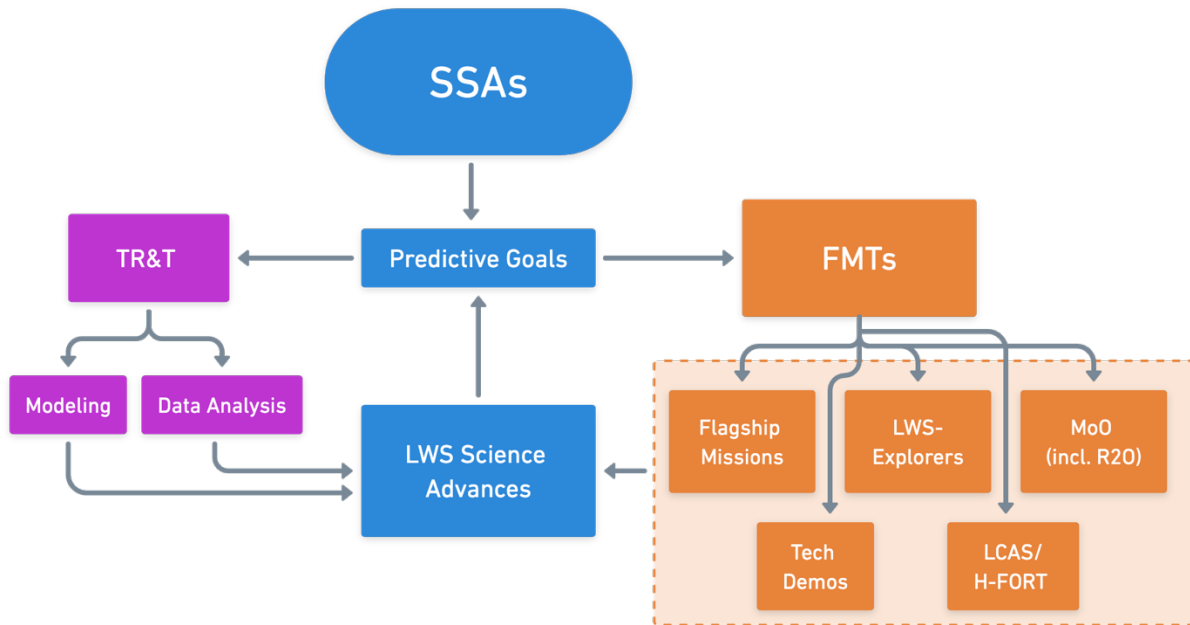 SSAs
TR&T
Predictive Goals
FMTs
Modeling
Data Analysis
LWS Science
Advances
Flagship
Missions
LWS-
Explorers
MoO
(incl. R2O)
Tech
Demos
LCAS/
H-FORT